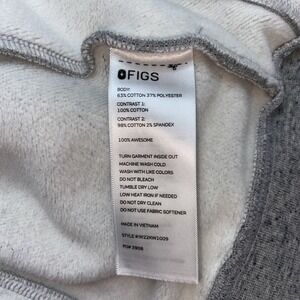 FIGS
BODY:
63% COTTON 37% POLYESTER
CONTRAST 1:
100% COTTON
CONTRAST 2:
98% COTTON 2% SPANDEX
100% AWESOME
TURN GARMENT INSIDE OUT
MACHINE WASH COLD
WASH WITH LIKE COLORS
DO NOT BLEACH
TUMBLE DRY LOW
LOW HEAT IRON IF NEEDED
DO NOT DRY CLEAN
DO NOT USE FABRIC SOFTENER
MADE IN VIETNAM